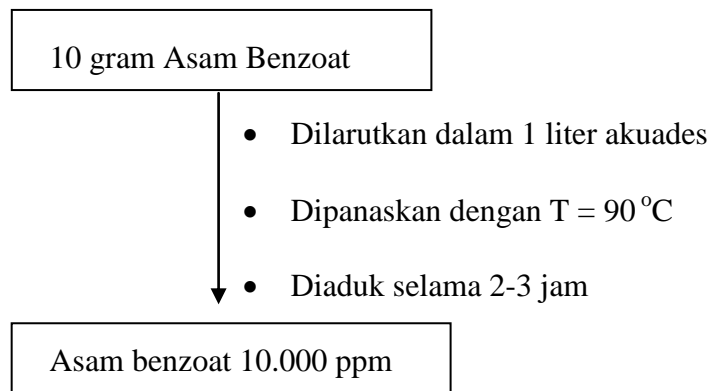 10 gram Asam Benzoat
• Dilarutkan dalam 1 liter akuades
• Dipanaskan dengan T = 90 °C
• Diaduk selama 2-3 jam
Asam benzoat 10.000 ppm